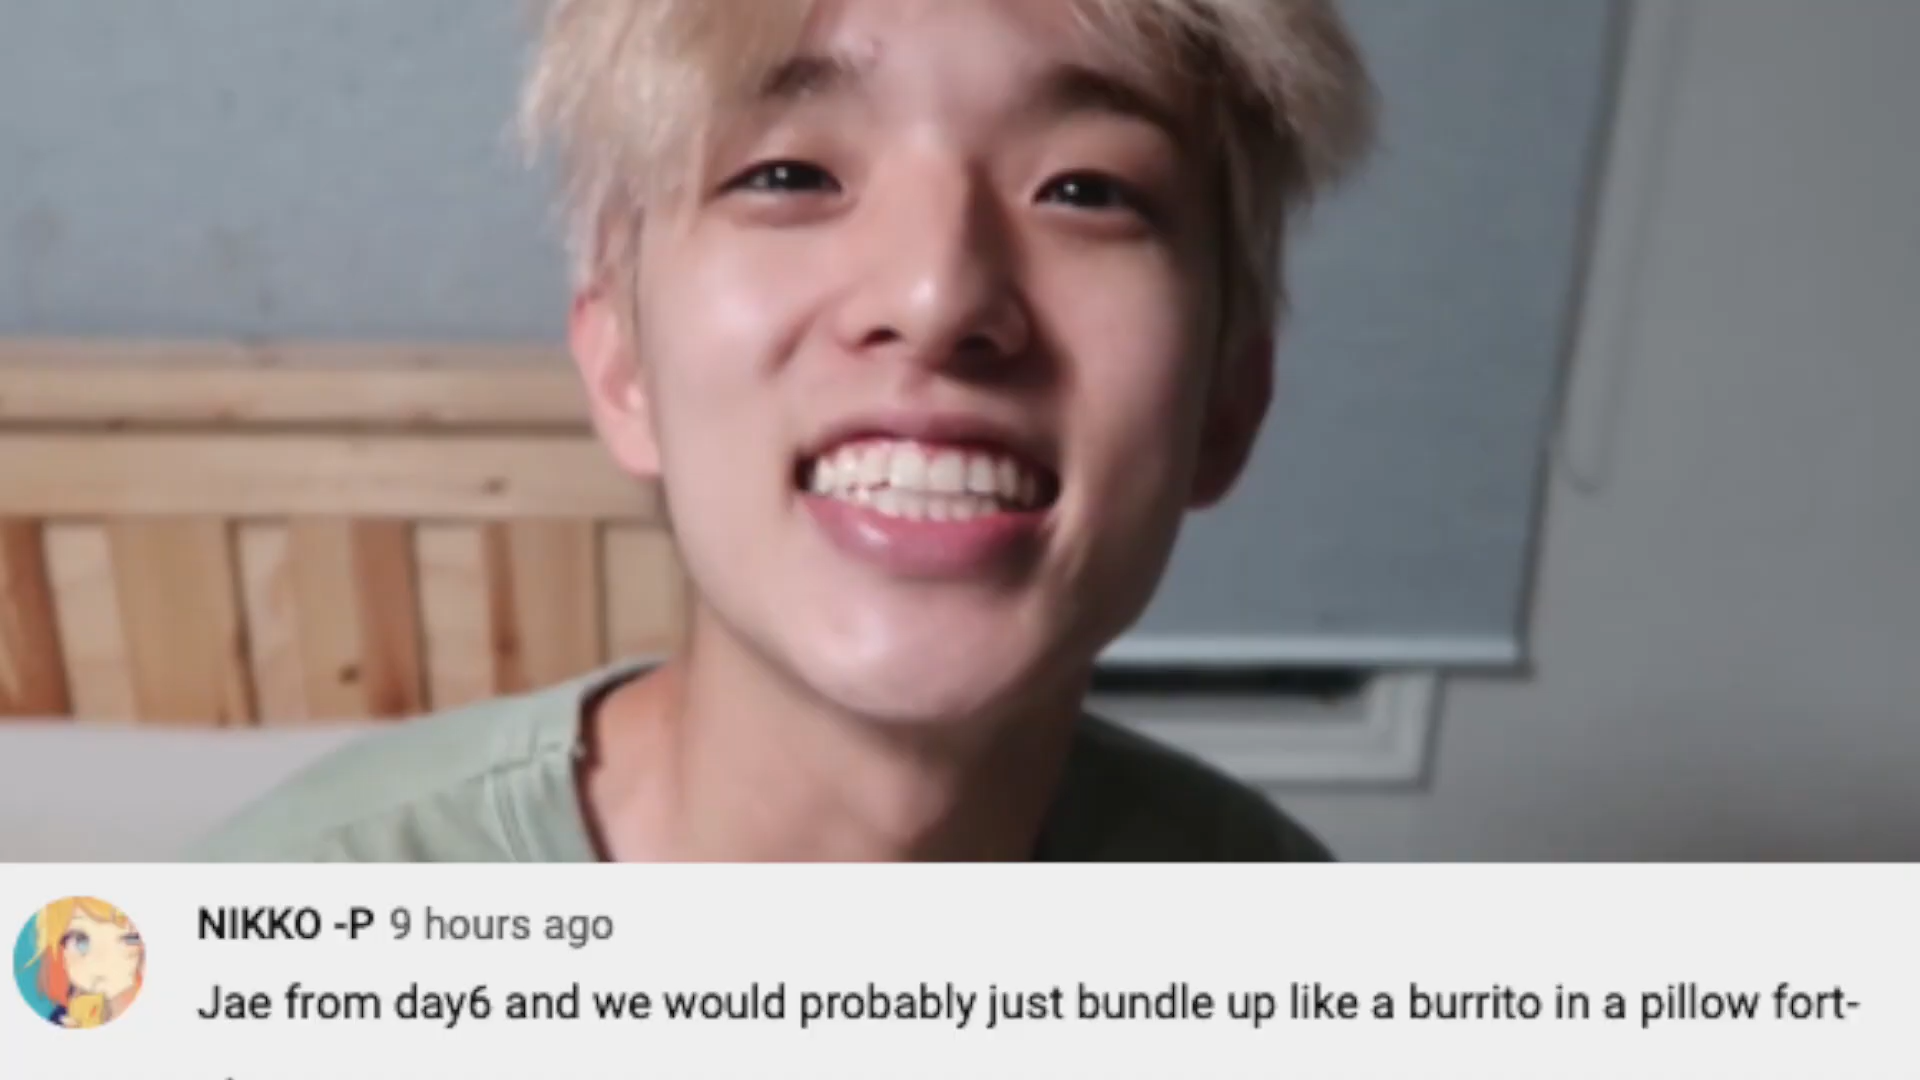 NIKKO -P 9 hours ago
Jae from day6 and we would probably just bundle up like a burrito in a pillow fort-